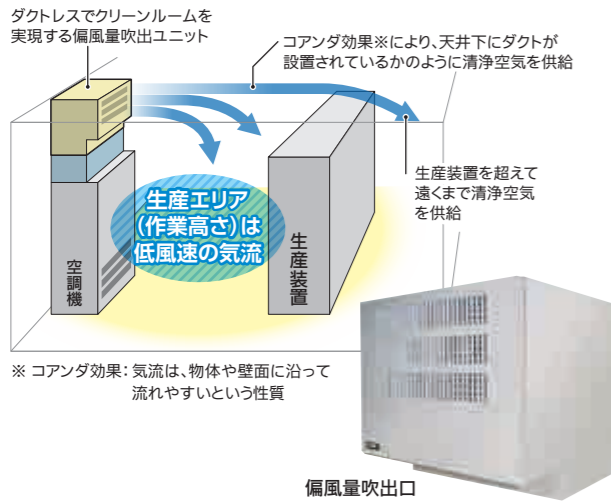 ダクトレスでクリーンルームを
実現する偏風量吹出ユニット
コアンダ効果※により、天井下にダクトが
設置されているかのように清浄空気を供給
生産装置を超えて
遠くまで清浄空気
を供給
生産エリア
(作業高さ)は
低風速の気流
空調機
生産装置
※ コアンダ効果：気流は、物体や壁面に沿って
流れやすいという性質
偏風量吹出口